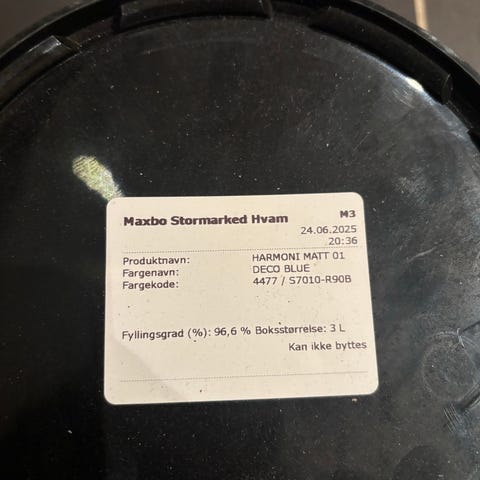 Maxbo Stormarked Hvam M3
24.06.2025
20:36
Produktnavn: HARMONI MATT 01
Fargenavn: DECO BLUE
Fargekode: 4477 / S7010-R90B
Fyllingsgrad (%): 96,6 % Boksstørrelse: 3 L
Kan ikke byttes